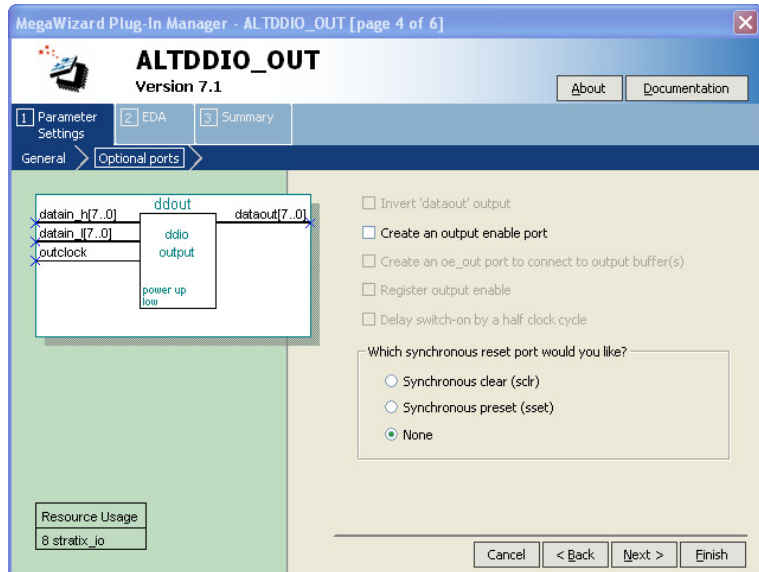 MegaWizard Plug-In Manager - ALTDDIO_OUT [page 4 of 6]
ALTDDIO_OUT
Version 7.1
About
Documentation
1 Parameter Settings
2 EDA
3 Summary
General
Optional ports
ddout
datain_h[7..0]
dataout[7..0]
datain_l[7..0]
ddio
outclock
output
power up
low
Invert 'dataout' output
Create an output enable port
Create an oe_out port to connect to output buffer(s)
Register output enable
Delay switch-on by a half clock cycle
Which synchronous reset port would you like?
Synchronous clear (sclr)
Synchronous preset (sset)
None
Resource Usage
8 stratix_io
Cancel
< Back
Next >
Finish